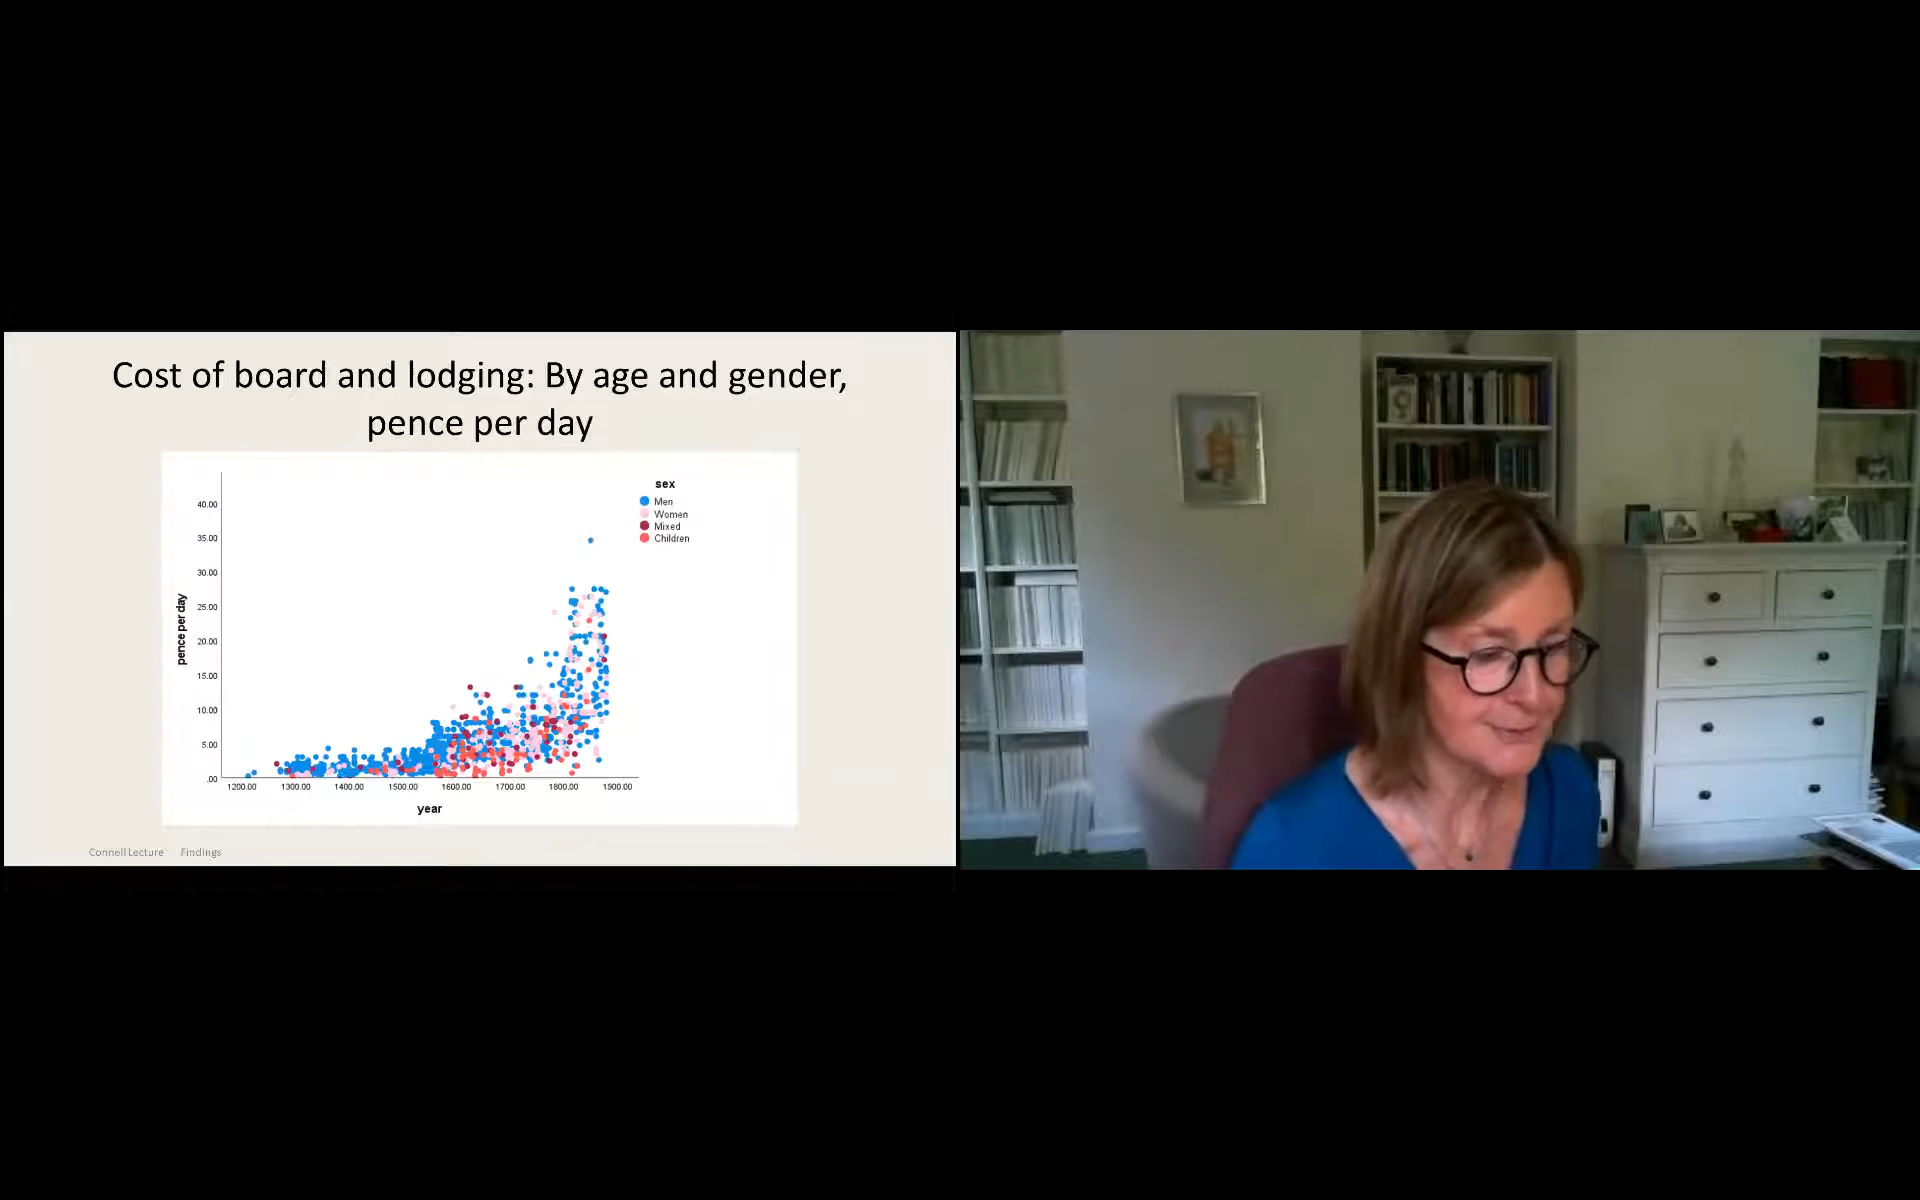 Cost of board and lodging: By age and gender,
pence per day
sex
Men
Women
Mixed
Children
40.00
35.00
30.00
25.00
20.00
15.00
10.00
5.00
.00
pence per day
1200.00 1300.00 1400.00 1500.00 1600.00 1700.00 1800.00 1900.00
year
Connell Lecture Findings